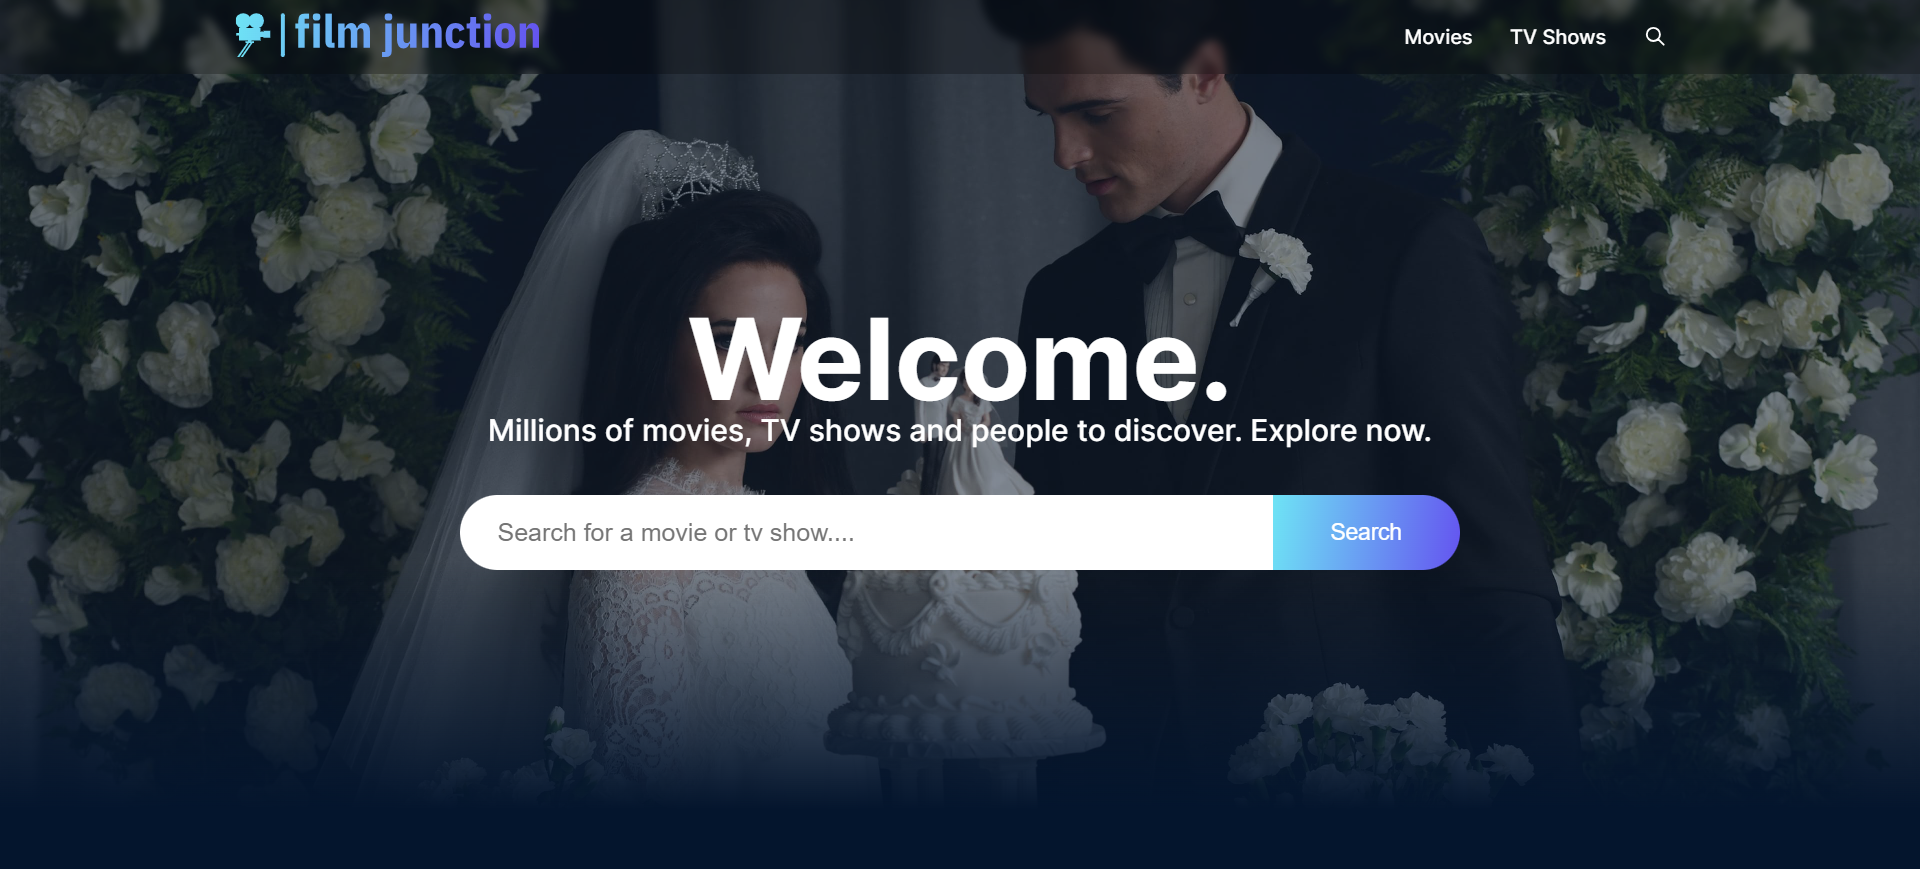 film junction
Movies
TV Shows
Welcome.
Millions of movies, TV shows and people to discover. Explore now.
Search for a movie or tv show....
Search